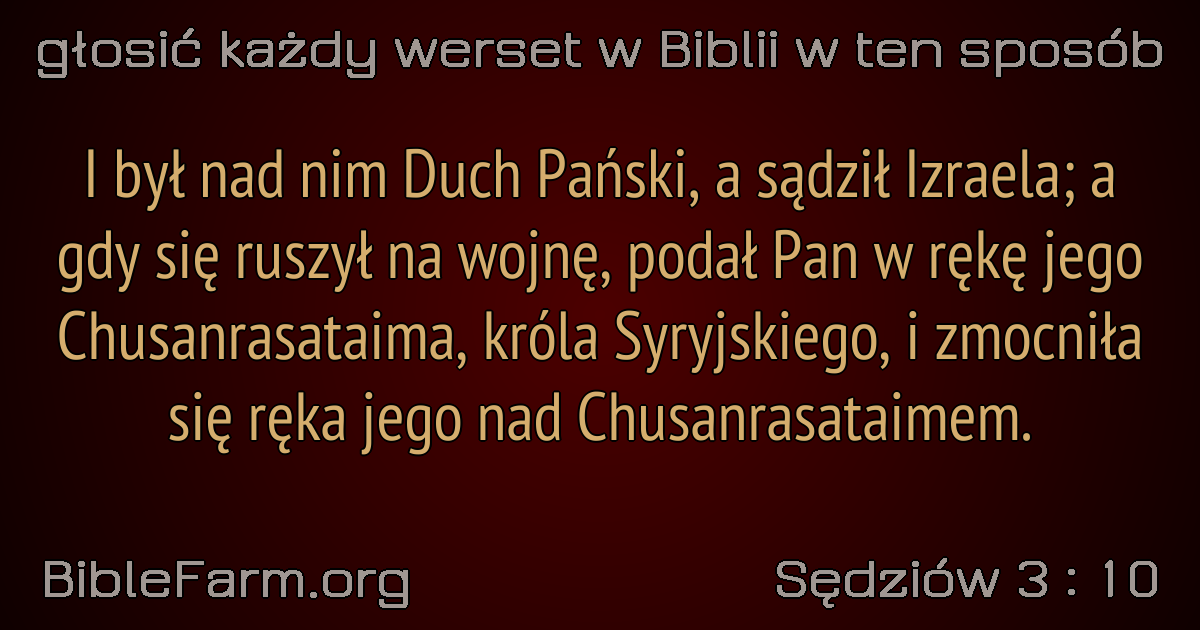 głosić każdy werset w Biblii w ten sposób
I był nad nim Duch Pański, a sądził Izraela; a
gdy się ruszył na wojnę, podał Pan w rękę jego
Chusanrasataima, króla Syryjskiego, i zmocniła
się ręka jego nad Chusanrasataimem.
BibleFarm.org
Sędziów 3 : 10